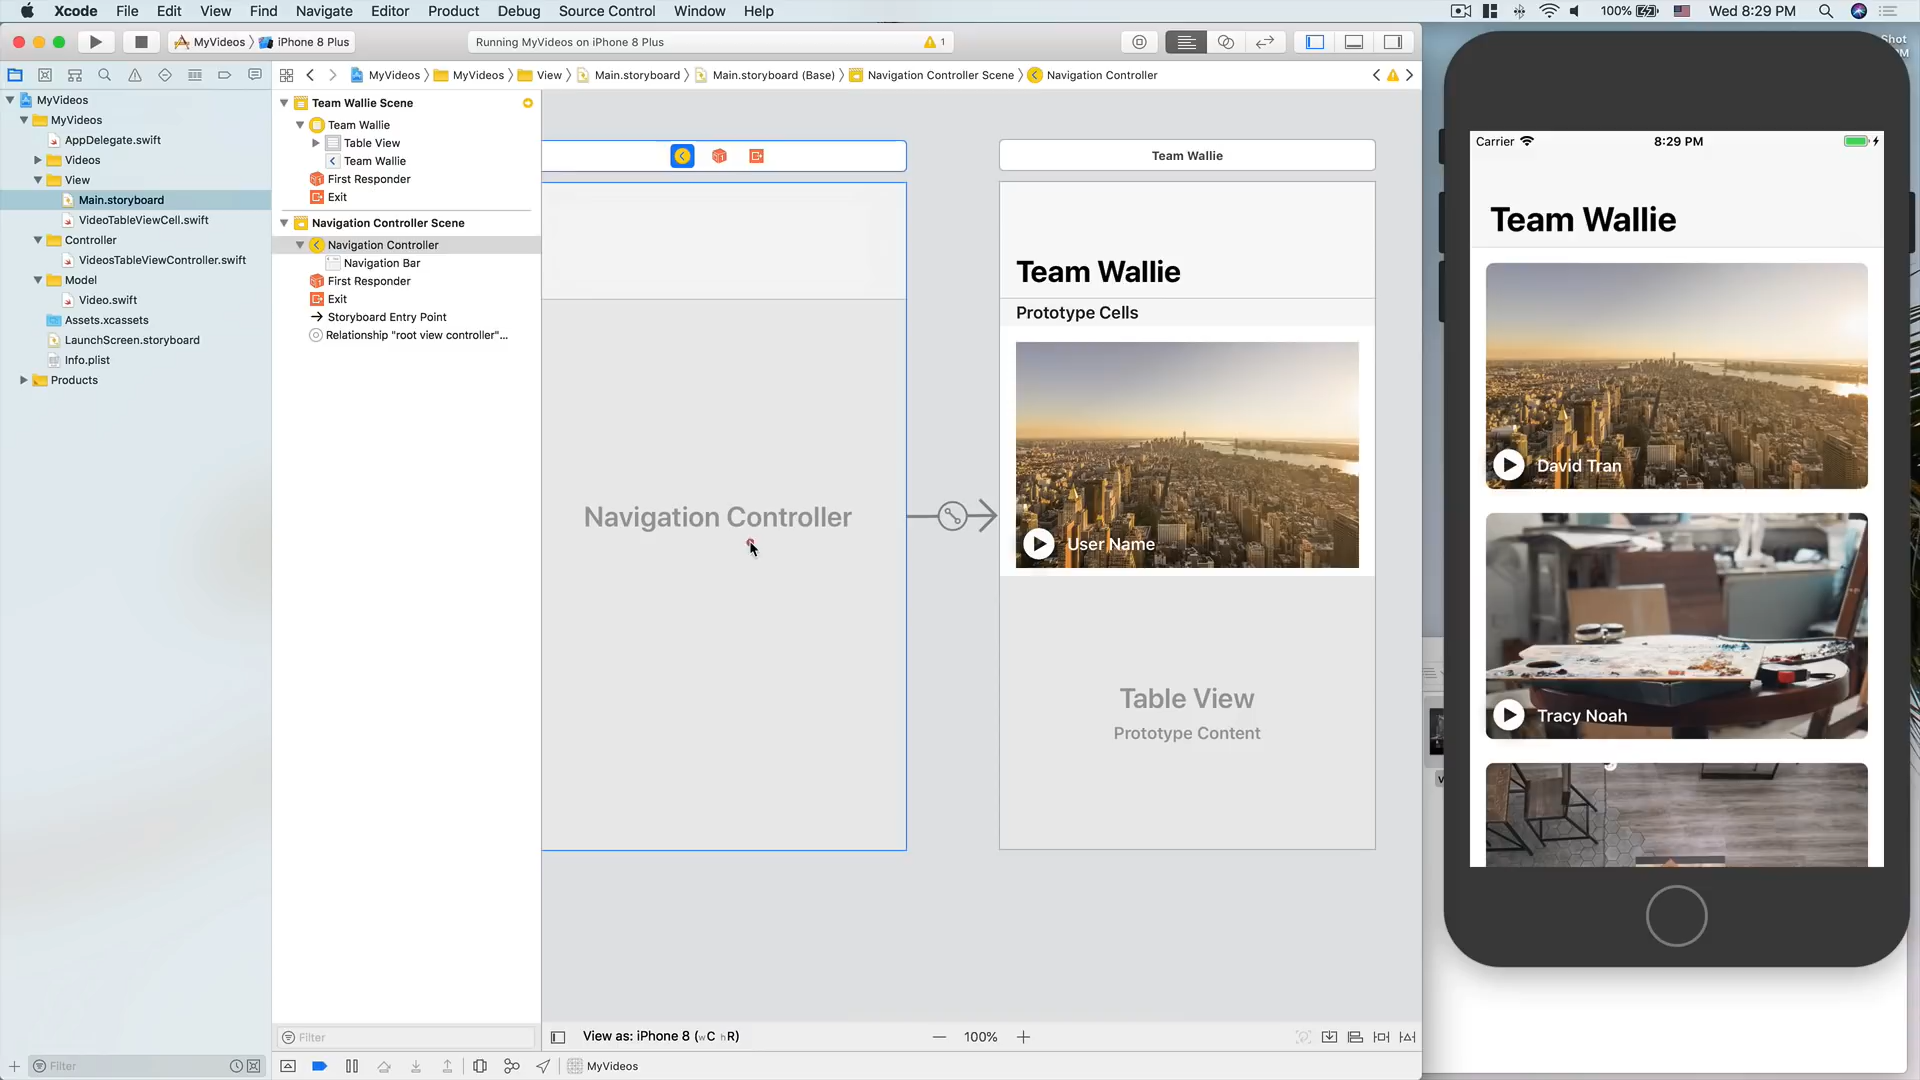 Xcode File Edit View Find Navigate Editor Product Debug Source Control Window Help
100% Wed 8:29 PM
MyVideos iPhone 8 Plus
Running MyVideos on iPhone 8 Plus
1
Shot
PM
MyVideos MyVideos View Main.storyboard Main.storyboard (Base) Navigation Controller Scene Navigation Controller
MyVideos
MyVideos
AppDelegate.swift
Videos
View
Main.storyboard
VideoTableViewCell.swift
Controller
VideosTableViewController.swift
Model
Video.swift
Assets.xcassets
LaunchScreen.storyboard
Info.plist
Products
Filter
Team Wallie Scene
Team Wallie
Table View
Team Wallie
First Responder
Exit
Navigation Controller Scene
Navigation Controller
Navigation Bar
First Responder
Exit
Storyboard Entry Point
Relationship "root view controller"...
Filter
Navigation Controller
Team Wallie
Team Wallie
Prototype Cells
User Name
Table View
Prototype Content
View as: iPhone 8 (wC hR)
100%
MyVideos
Carrier 8:29 PM
Team Wallie
David Tran
Tracy Noah